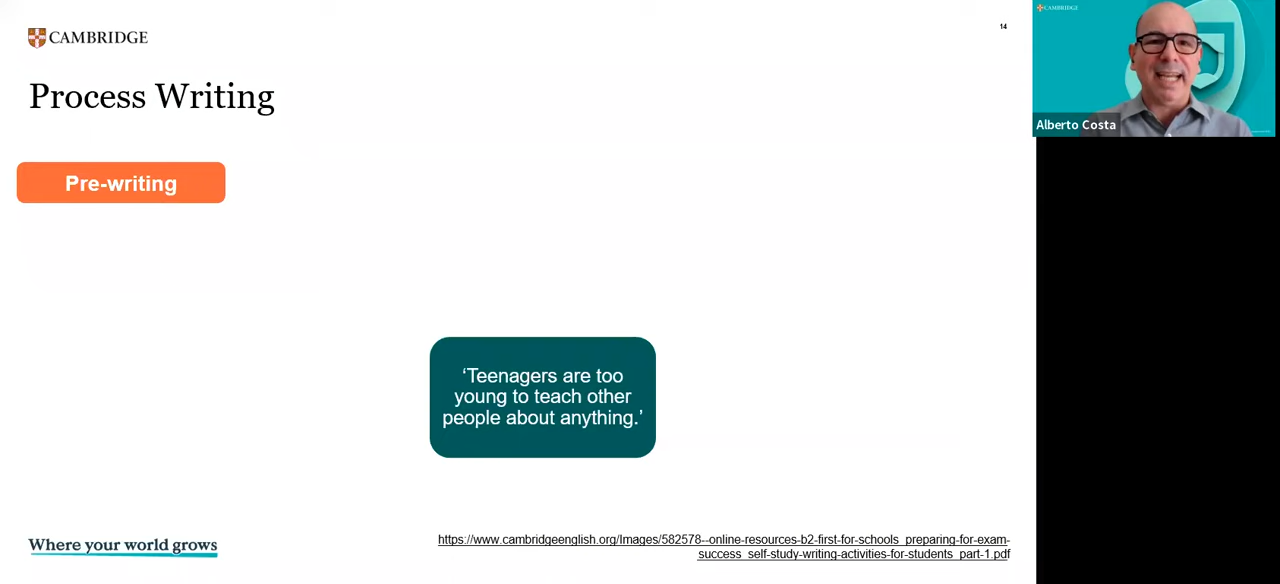 CAMBRIDGE
14
CAMBRIDGE
Alberto Costa
Process Writing
Pre-writing
‘Teenagers are too
young to teach other
people about anything.’
Where your world grows
https://www.cambridgeenglish.org/Images/582578--online-resources-b2-first-for-schools_preparing-for-exam-
success_self-study-writing-activities-for-students_part-1.pdf